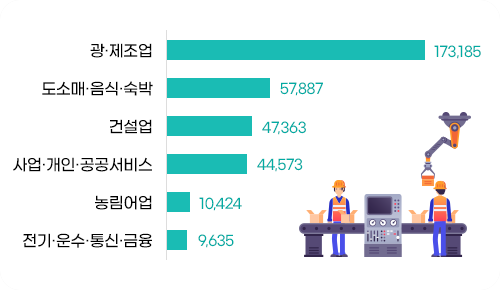 광·제조업 173,185
도소매·음식·숙박 57,887
건설업 47,363
사업·개인·공공서비스 44,573
농림어업 10,424
전기·운수·통신·금융 9,635